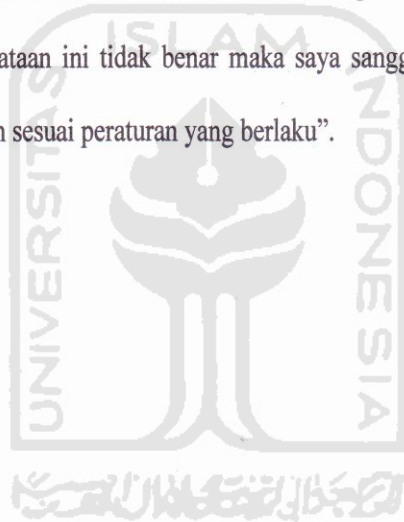 ISLAM
ataan ini tidak benar maka saya sangg
n sesuai peraturan yang berlaku”.
UNIVERSITAS
INDONESIA